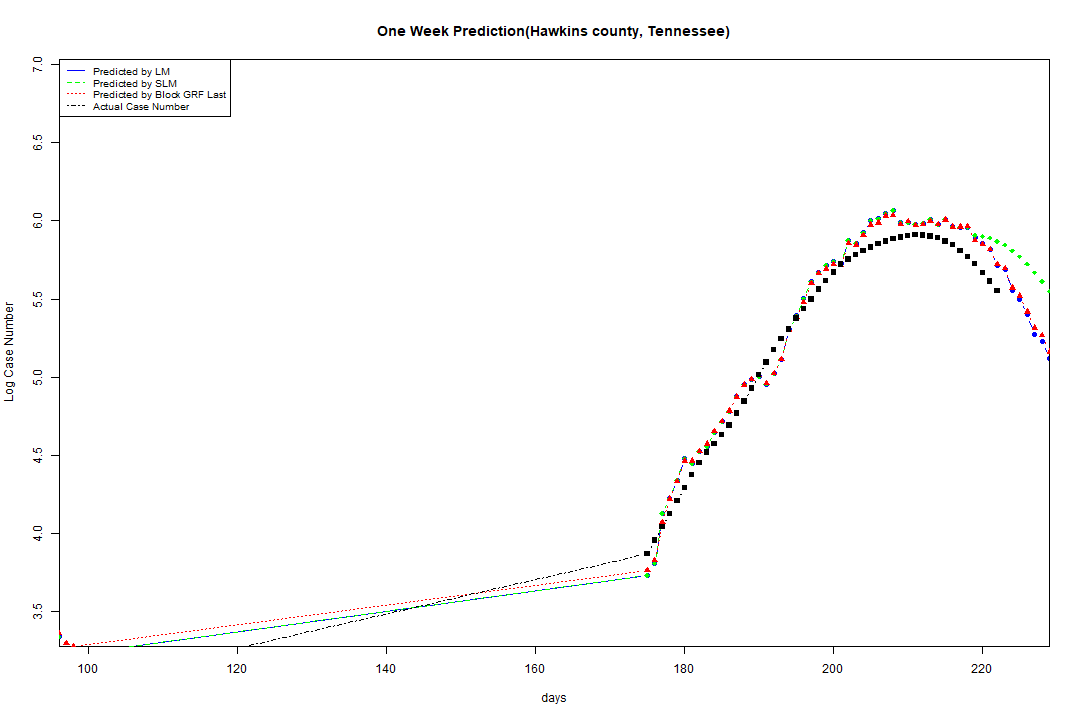 One Week Prediction(Hawkins county, Tennessee)
Predicted by LM
Predicted by SLM
Predicted by Block GRF Last
Actual Case Number
7.0
6.5
6.0
5.5
5.0
4.5
4.0
3.5
Log Case Number
100 120 140 160 180 200 220
days